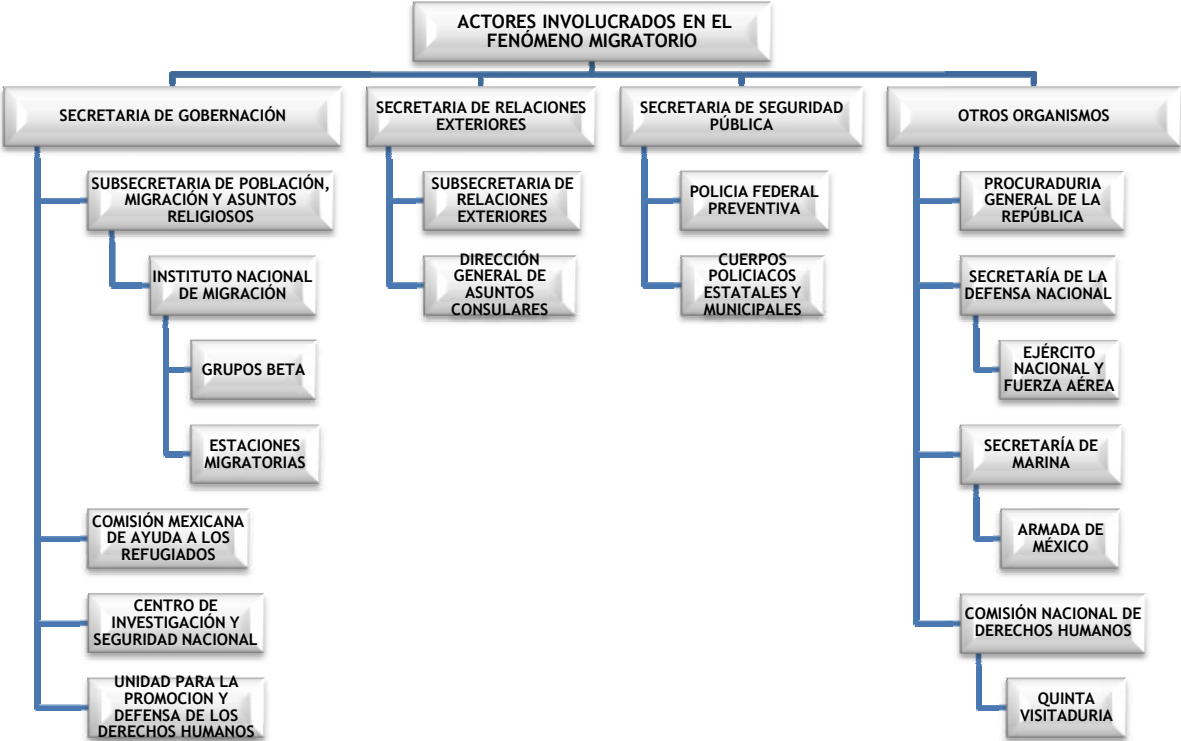 ACTORES INVOLUCRADOS EN EL
FENÓMENO MIGRATORIO
SECRETARIA DE GOBERNACIÓN
SUBSECRETARIA DE POBLACIÓN,
MIGRACIÓN Y ASUNTOS
RELIGIOSOS
INSTITUTO NACIONAL
DE MIGRACIÓN
GRUPOS BETA
ESTACIONES
MIGRATORIAS
COMISIÓN MEXICANA
DE AYUDA A LOS
REFUGIADOS
CENTRO DE
INVESTIGACIÓN Y
SEGURIDAD NACIONAL
UNIDAD PARA LA
PROMOCION Y
DEFENSA DE LOS
DERECHOS HUMANOS
SECRETARIA DE RELACIONES
EXTERIORES
SUBSECRETARIA DE
RELACIONES
EXTERIORES
DIRECCIÓN
GENERAL DE
ASUNTOS
CONSULARES
SECRETARIA DE SEGURIDAD
PÚBLICA
POLICIA FEDERAL
PREVENTIVA
CUERPOS
POLICIACOS
ESTATALES Y
MUNICIPALES
OTROS ORGANISMOS
PROCURADURIA
GENERAL DE LA
REPÚBLICA
SECRETARÍA DE LA
DEFENSA NACIONAL
EJÉRCITO
NACIONAL Y
FUERZA AÉREA
SECRETARÍA DE
MARINA
ARMADA DE
MÉXICO
COMISIÓN NACIONAL DE
DERECHOS HUMANOS
QUINTA
VISITADURIA